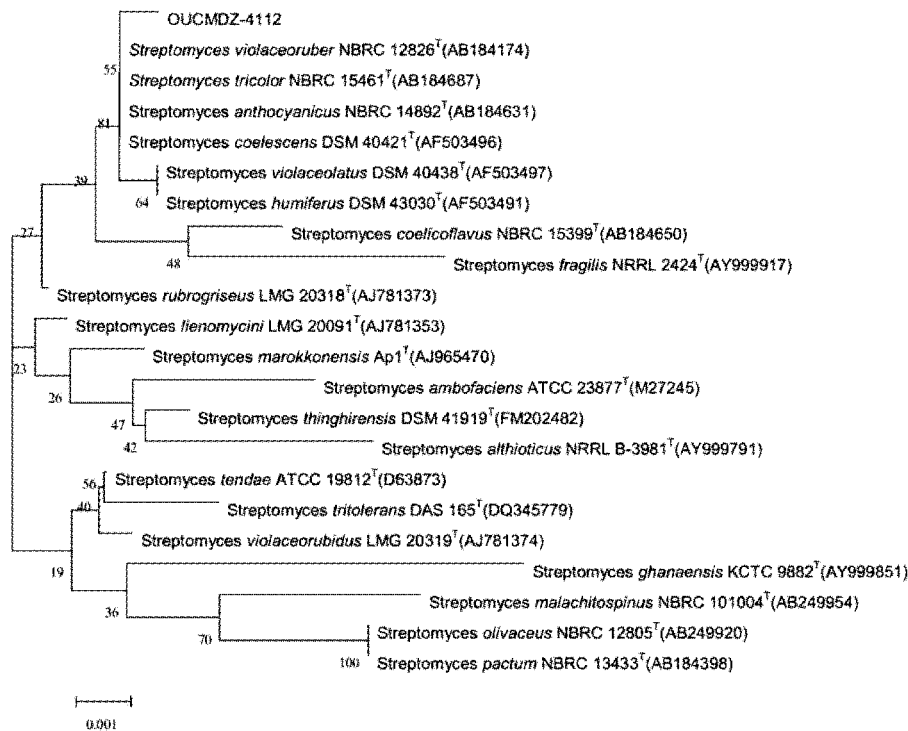 OUCMDZ-4112
Streptomyces violaceoruber NBRC 12826T(AB184174)
55
Streptomyces tricolor NBRC 15461T(AB184687)
Streptomyces anthocyanicus NBRC 14892T(AB184631)
81
Streptomyces coelescens DSM 40421T(AF503496)
Streptomyces violaceolatus DSM 40438T(AF503497)
39
64 Streptomyces humiferus DSM 43030T(AF503491)
27 Streptomyces coelicoflavus NBRC 15399T(AB184650)
48 Streptomyces fragilis NRRL 2424T(AY999917)
Streptomyces rubrogriseus LMG 20318T(AJ781373)
Streptomyces lienomycini LMG 20091T(AJ781353)
Streptomyces marokkonensis Ap1T(AJ965470)
23
Streptomyces ambofaciens ATCC 23877T(M27245)
26
47 Streptomyces thinghirensis DSM 41919T(FM202482)
42 Streptomyces althioticus NRRL B-3981T(AY999791)
56 Streptomyces tendae ATCC 19812T(D63873)
40 Streptomyces tritolerans DAS 165T(DQ345779)
Streptomyces violaceorubidus LMG 20319T(AJ781374)
19 Streptomyces ghanaensis KCTC 9882T(AY999851)
36 Streptomyces malachitospinus NBRC 101004T(AB249954)
70 Streptomyces olivaceus NBRC 12805T(AB249920)
100 Streptomyces pactum NBRC 13433T(AB184398)
0.001